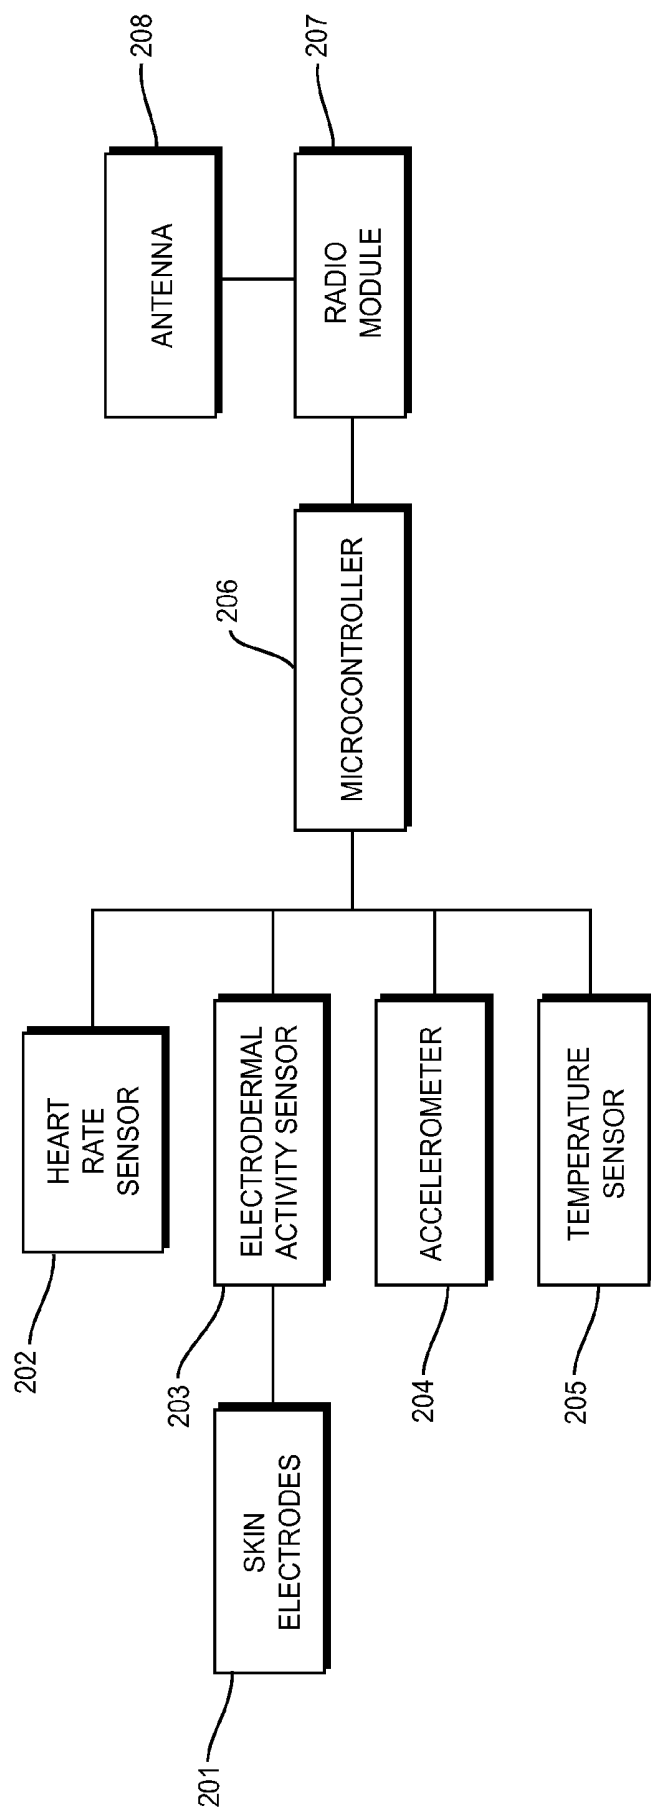 201
SKIN
ELECTRODES
202
HEART
RATE
SENSOR
203
ELECTRODERMAL
ACTIVITY SENSOR
204
ACCELEROMETER
205
TEMPERATURE
SENSOR
206
MICROCONTROLLER
207
RADIO
MODULE
208
ANTENNA